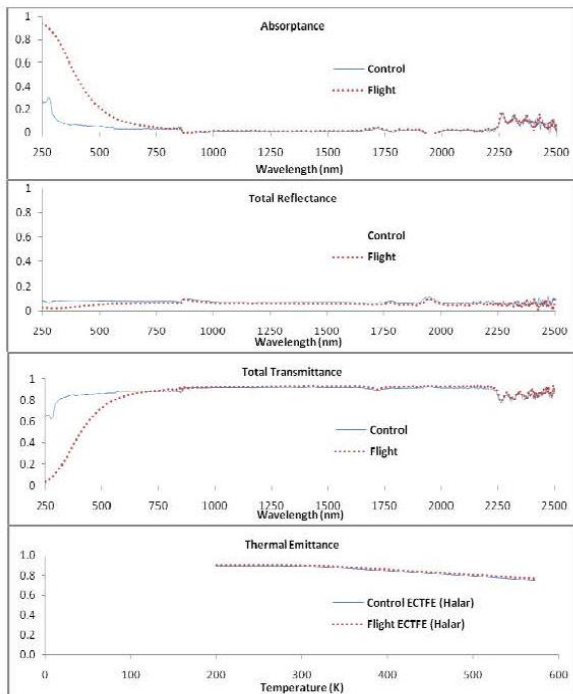 Absorptance
1
0.8
0.6
0.4
0.2
0
Control
Flight
250 500 750 1000 1250 1500 1750 2000 2250 2500
Wavelength (nm)
Total Reflectance
1
0.8
0.6
0.4
0.2
0
Control
Flight
250 500 750 1000 1250 1500 1750 2000 2250 2500
Wavelength (nm)
Total Transmittance
1
0.8
0.6
0.4
0.2
0
Control
Flight
250 500 750 1000 1250 1500 1750 2000 2250 2500
Wavelength (nm)
Thermal Emittance
1.0
0.8
0.6
0.4
0.2
0.0
Control ECTFE (Halar)
Flight ECTFE (Halar)
0 100 200 300 400 500 600
Temperature (K)